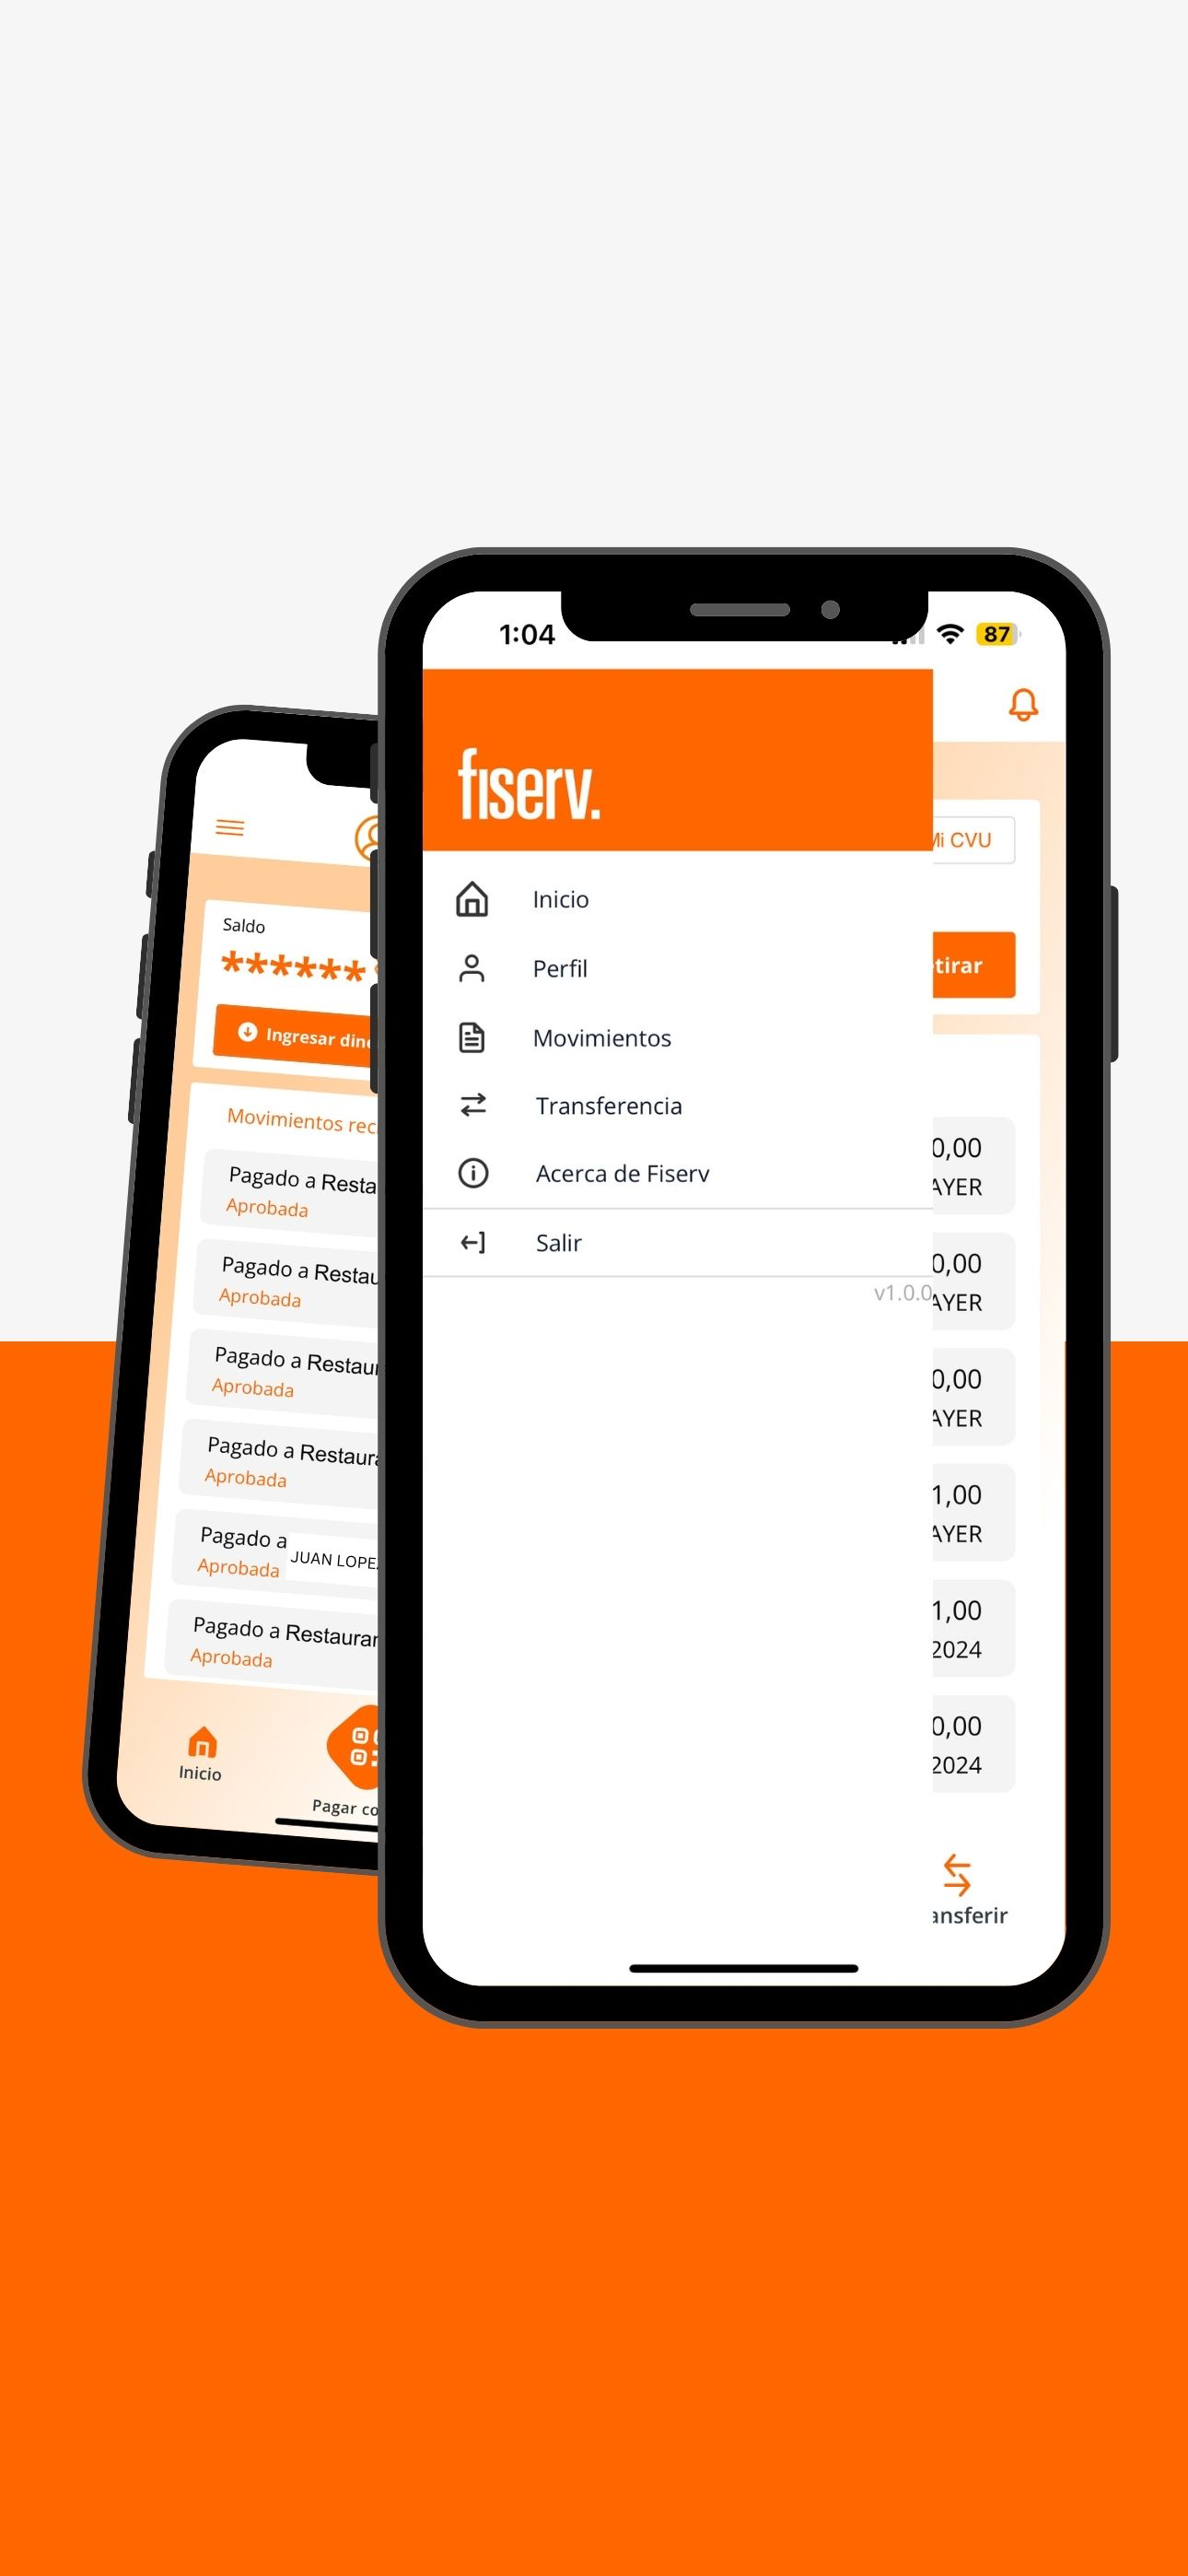 1:04
87
fiserv.
Mi CVU
Inicio
Perfil
tirar
Movimientos
Transferencia
0,00
Acerca de Fiserv
AYER
Salir
0,00
v1.0.0
AYER
0,00
AYER
1,00
AYER
1,00
2024
0,00
2024
ansferir
Saldo
******
Ingresar dine
Movimientos rec
Pagado a Resta
Aprobada
Pagado a Restau
Aprobada
Pagado a Restaur
Aprobada
Pagado a Restaura
Aprobada
Pagado a JUAN LOPE
Aprobada
Pagado a Restauran
Aprobada
Inicio
Pagar co